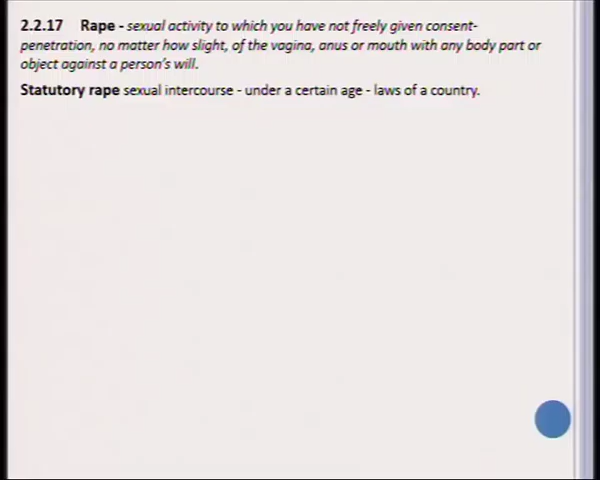 2.2.17 Rape - sexual activity to which you have not freely given consent-
penetration, no matter how slight, of the vagina, anus or mouth with any body part or
object against a person's will.
Statutory rape sexual intercourse - under a certain age - laws of a country.